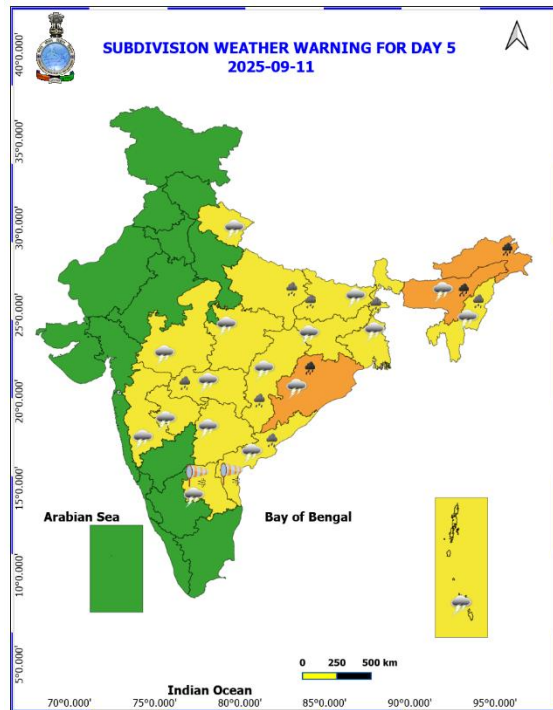 SUBDIVISION WEATHER WARNING FOR DAY 5
2025-09-11
40°0.000'
35°0.000'
30°0.000'
25°0.000'
20°0.000'
15°0.000'
10°0.000'
5°0.000'
Arabian Sea
Bay of Bengal
0 250 500 km
Indian Ocean
70°0.000' 75°0.000' 80°0.000' 85°0.000' 90°0.000' 95°0.000'